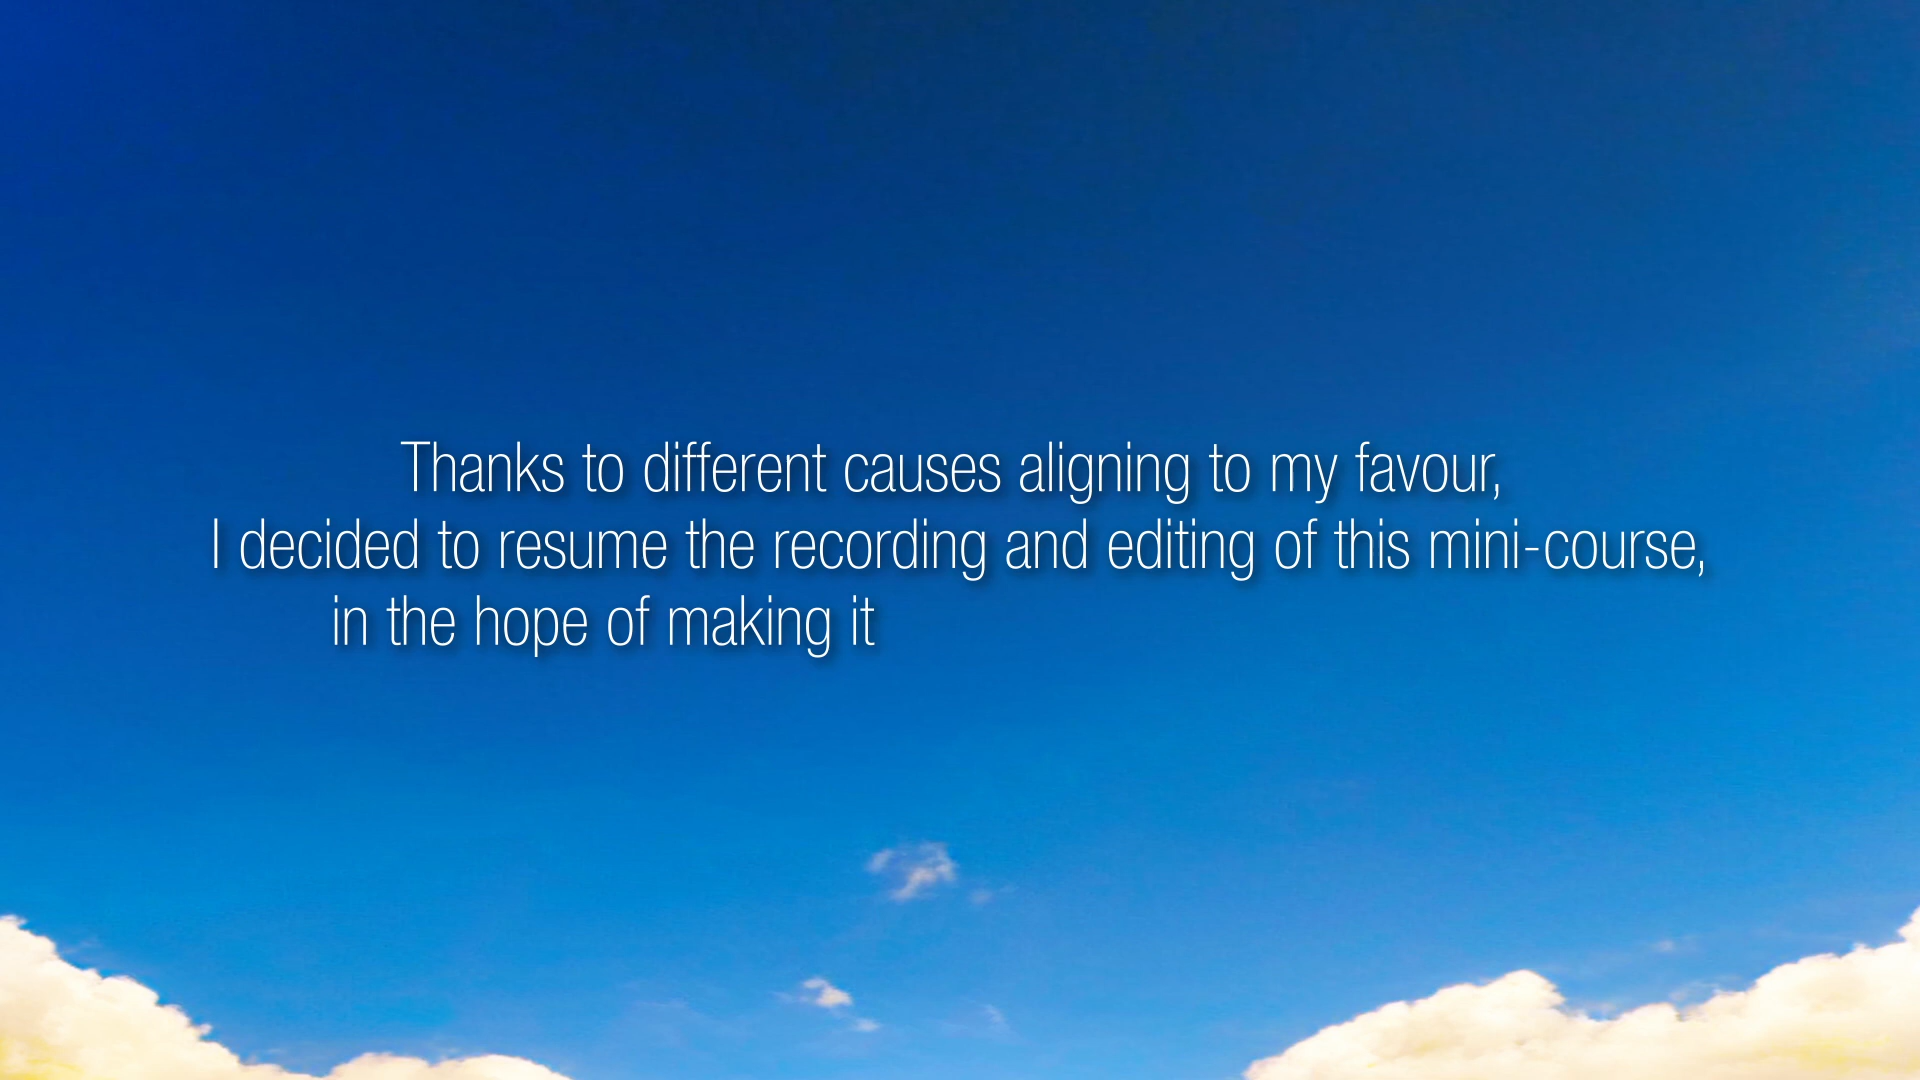 Thanks to different causes aligning to my favour,
I decided to resume the recording and editing of this mini-course,
in the hope of making it